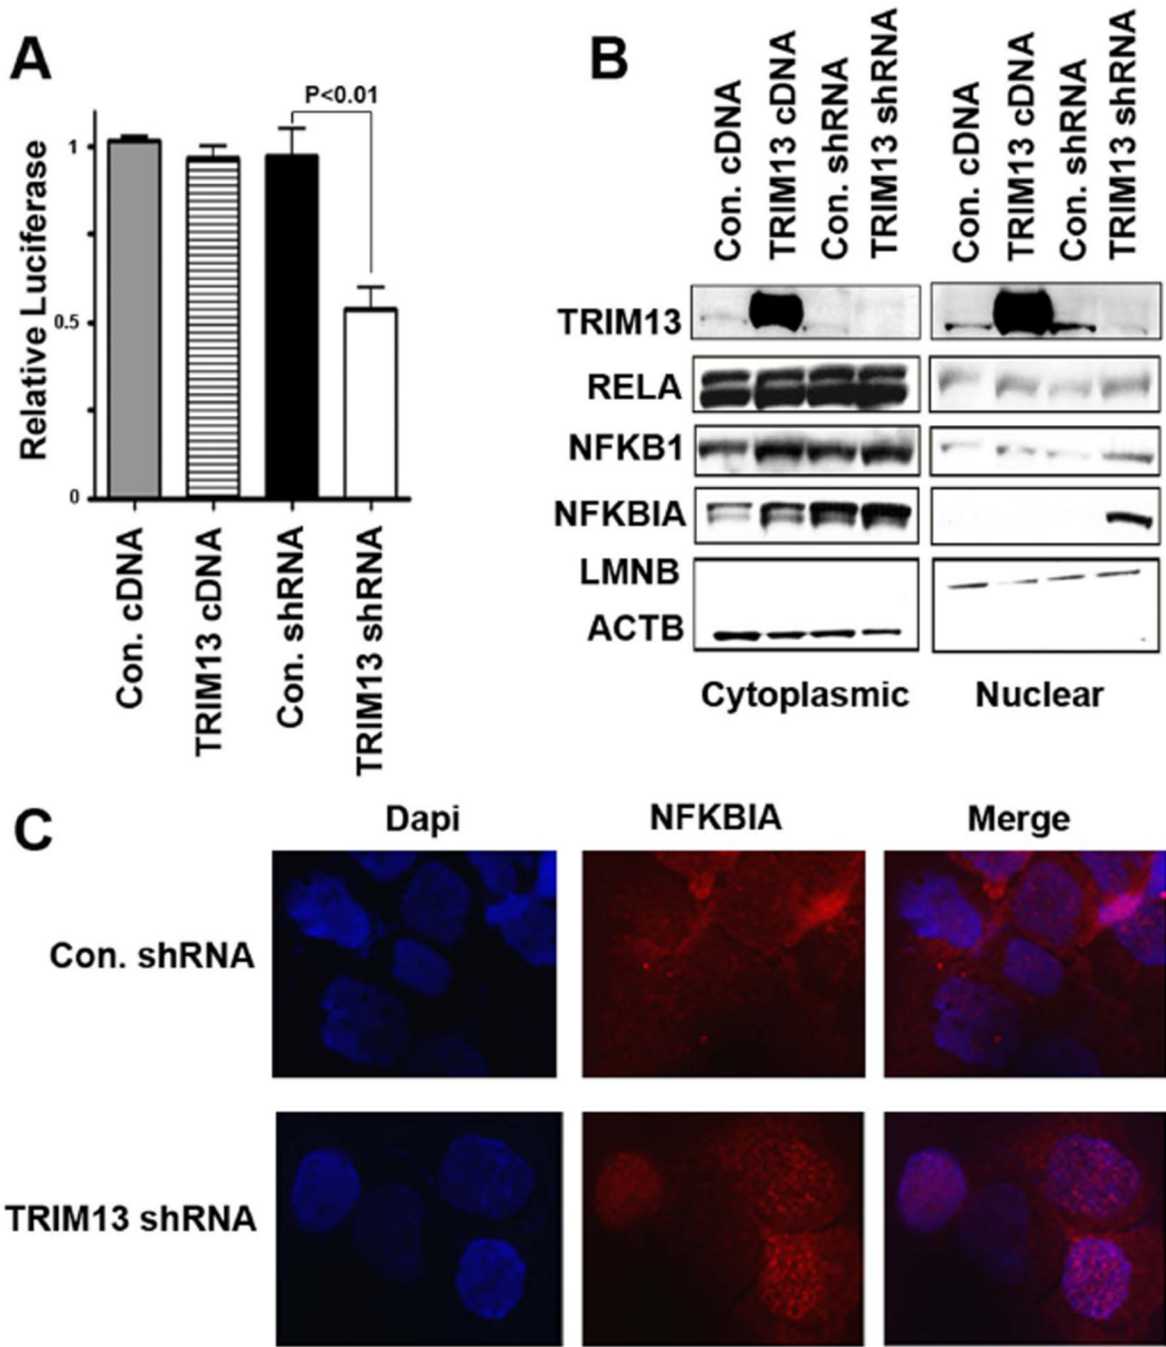 A
P<0.01
Relative Luciferase
1
0.5
0
Con. cDNA
TRIM13 cDNA
Con. shRNA
TRIM13 shRNA
B
Con. cDNA
TRIM13 cDNA
Con. shRNA
TRIM13 shRNA
Con. cDNA
TRIM13 cDNA
Con. shRNA
TRIM13 shRNA
TRIM13
RELA
NFKB1
NFKBIA
LMNB
ACTB
Cytoplasmic
Nuclear
C
Dapi
NFKBIA
Merge
Con. shRNA
TRIM13 shRNA